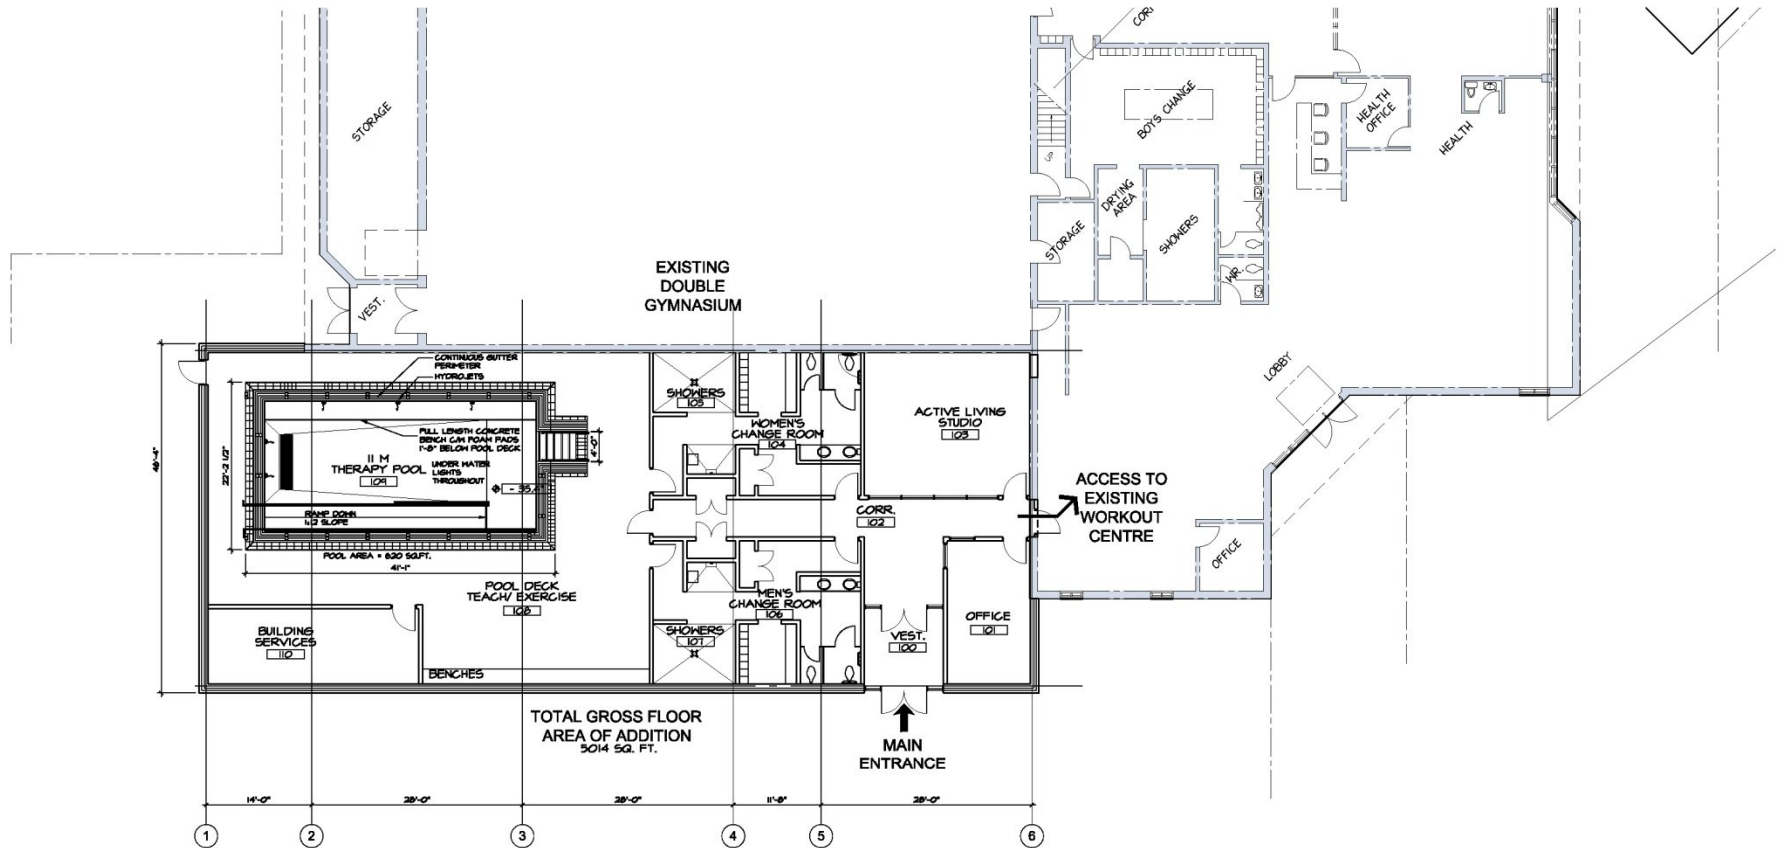 CORR
STORAGE
BOYS CHANGE
UP
HEALTH
OFFICE
HEALTH
DRYING
AREA
SHOWERS
STORAGE
W.R.
VEST.
EXISTING
DOUBLE
GYMNASIUM
LOBBY
CONTINUOUS GUTTER
PERIMETER
HYDROJETS
FULL LENGTH CONCRETE
BENCH C/W FOAM PADS
1'-8" BELOW POOL DECK
11 M
THERAPY POOL
109
UNDER WATER
LIGHTS
THROUGHOUT
RAMP DOWN
1:12 SLOPE
POOL AREA = 820 SQ.FT.
41'-1"
22'-2 1/2"
4'-0"
48'-4"
SHOWERS
105
WOMEN'S
CHANGE ROOM
104
ACTIVE LIVING
STUDIO
103
ACCESS TO
EXISTING
WORKOUT
CENTRE
CORR.
102
OFFICE
POOL DECK
TEACH/ EXERCISE
108
MEN'S
CHANGE ROOM
106
SHOWERS
107
BUILDING
SERVICES
110
BENCHES
VEST.
100
OFFICE
101
TOTAL GROSS FLOOR
AREA OF ADDITION
5014 SQ. FT.
MAIN
ENTRANCE
14'-0"
28'-0"
28'-0"
11'-8"
28'-0"
1
2
3
4
5
6